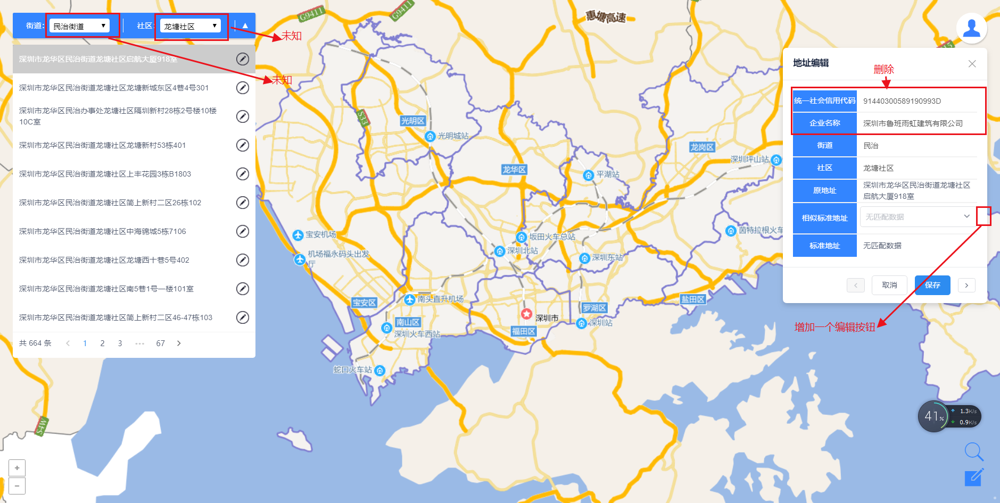 街道：
民治街道
社区：
龙塘社区
未知
未知
深圳市龙华区民治街道龙塘社区启航大厦918室
深圳市龙华区民治街道龙塘社区龙塘新城东区4巷4号301
深圳市龙华区民治办事处龙塘社区隔圳新村28栋2号楼10楼
10C室
深圳市龙华区民治街道龙塘社区龙塘新村53栋401
深圳市龙华区民治街道龙塘社区上丰花园3栋B1803
深圳市龙华区民治街道龙塘社区简上新村二区26栋102
深圳市龙华区民治街道龙塘社区中海锦城5栋7106
深圳市龙华区民治街道龙塘社区龙塘西十巷5号402
深圳市龙华区民治街道龙塘社区南5巷1号一楼101室
深圳市龙华区民治街道龙塘社区简上新村二区46-47栋103
共 664 条
1
2
3
67
G9411
G9411
惠塘高速
S33
光明区
光明城站
龙华区
平湖站
龙岗区
深圳坪山站
宝安机场
机场福永码头出发
厅
坂田火车总站
深圳北站
深圳东站
茵特拉根火车
宝安区
南头直升机场
南山区
深圳火车西站
深圳市
福田区
罗湖区
深圳站
盐田区
蛇口火车站
地址编辑
删除
统一社会信用代码
91440300589190993D
企业名称
深圳市鲁班雨虹建筑有限公司
街道
民治
社区
龙塘社区
原地址
深圳市龙华区民治街道龙塘社区
启航大厦918室
相似标准地址
无匹配数据
标准地址
无匹配数据
取消
保存
增加一个编辑按钮
41%
1.3K/s
0.9K/s
+
−